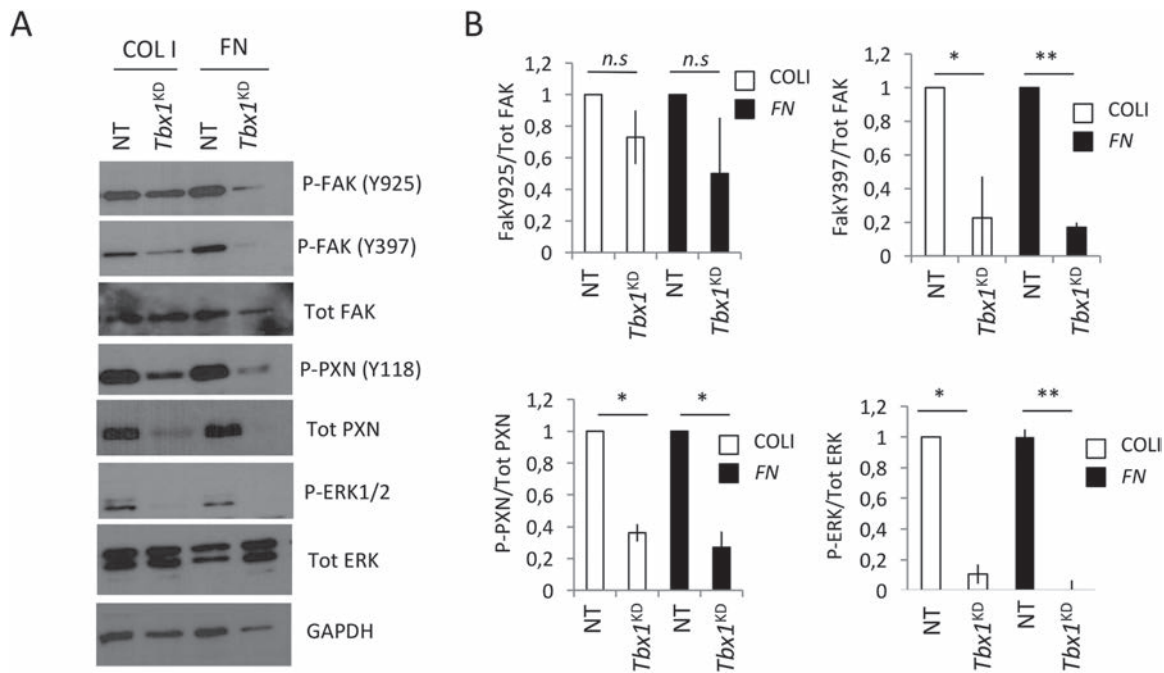 A
COL I FN
NT Tbx1KD NT Tbx1KD
P-FAK (Y925)
P-FAK (Y397)
Tot FAK
P-PXN (Y118)
Tot PXN
P-ERK1/2
Tot ERK
GAPDH
B
FakY925/Tot FAK
1,2
1
0,8
0,6
0,4
0,2
0
n.s n.s
COLI
FN
NT Tbx1KD NT Tbx1KD
FakY397/Tot FAK
1,2
1
0,8
0,6
0,4
0,2
0
* **
COLI
FN
NT Tbx1KD NT Tbx1KD
P-PXN/Tot PXN
1,2
1
0,8
0,6
0,4
0,2
0
* *
COLI
FN
NT Tbx1KD NT Tbx1KD
P-ERK/Tot ERK
1,2
1
0,8
0,6
0,4
0,2
0
* **
COLI
FN
NT Tbx1KD NT Tbx1KD